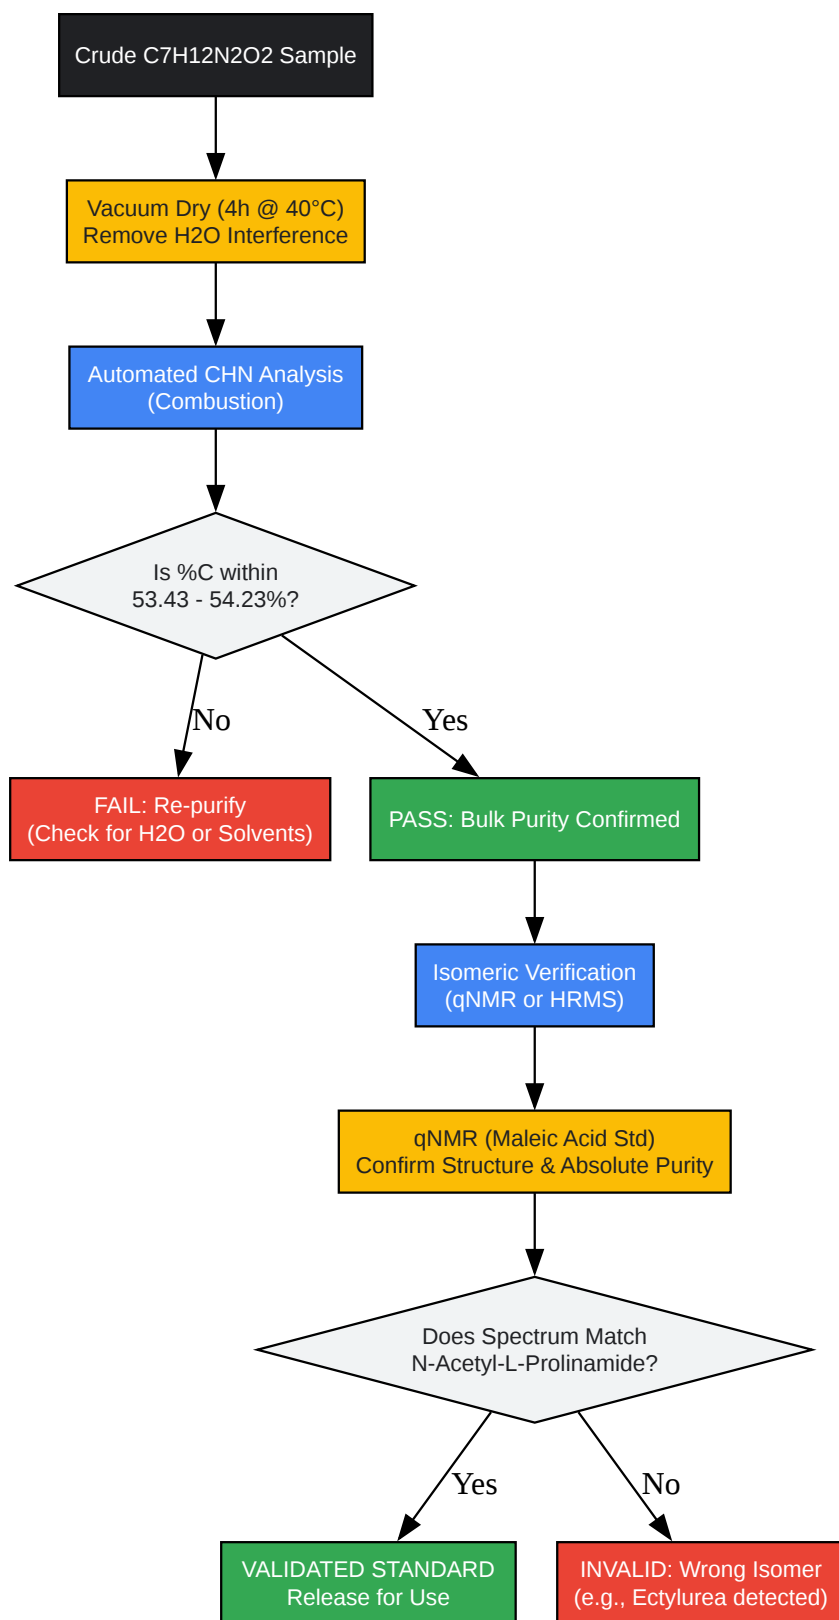 Crude C7H12N2O2 Sample
Vacuum Dry (4h @ 40°C)
Remove H2O Interference
Automated CHN Analysis
(Combustion)
Is %C within
53.43 - 54.23%?
No
Yes
FAIL: Re-purify
(Check for H2O or Solvents)
PASS: Bulk Purity Confirmed
Isomeric Verification
(qNMR or HRMS)
qNMR (Maleic Acid Std)
Confirm Structure & Absolute Purity
Does Spectrum Match
N-Acetyl-L-Prolinamide?
Yes
No
VALIDATED STANDARD
Release for Use
INVALID: Wrong Isomer
(e.g., Ectylurea detected)